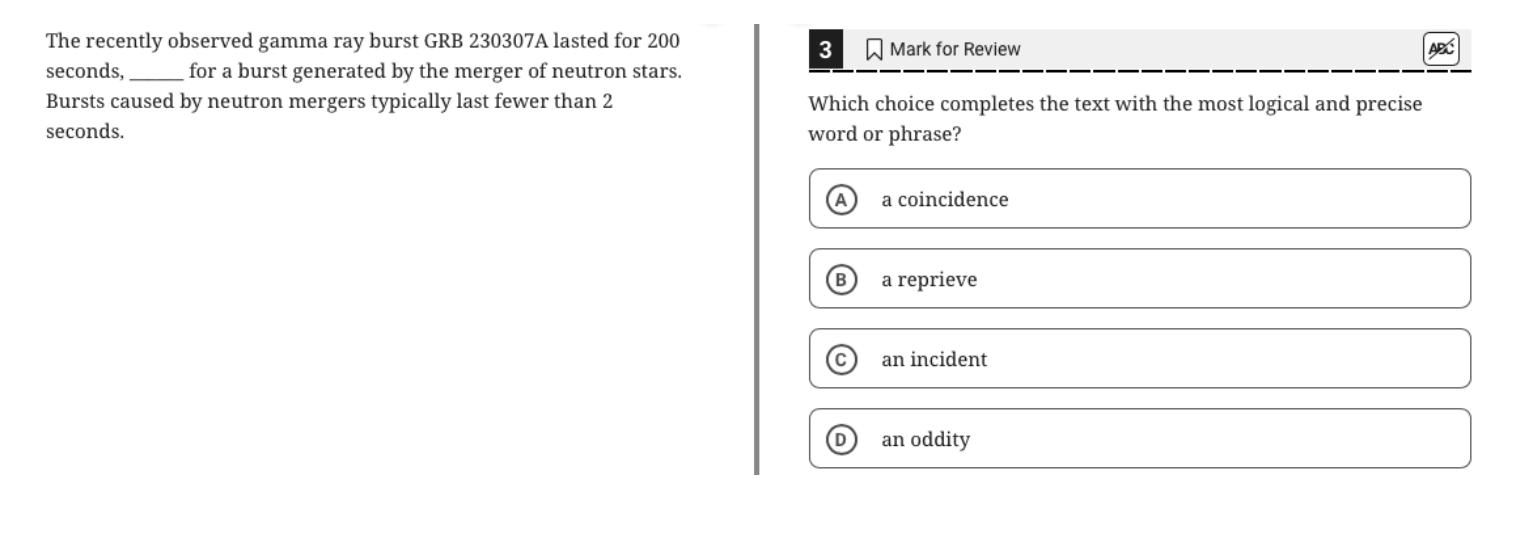 The recently observed gamma ray burst GRB 230307A lasted for 200
seconds, ______ for a burst generated by the merger of neutron stars.
Bursts caused by neutron mergers typically last fewer than 2
seconds.
3 Mark for Review ABC
Which choice completes the text with the most logical and precise
word or phrase?
A a coincidence
B a reprieve
C an incident
D an oddity